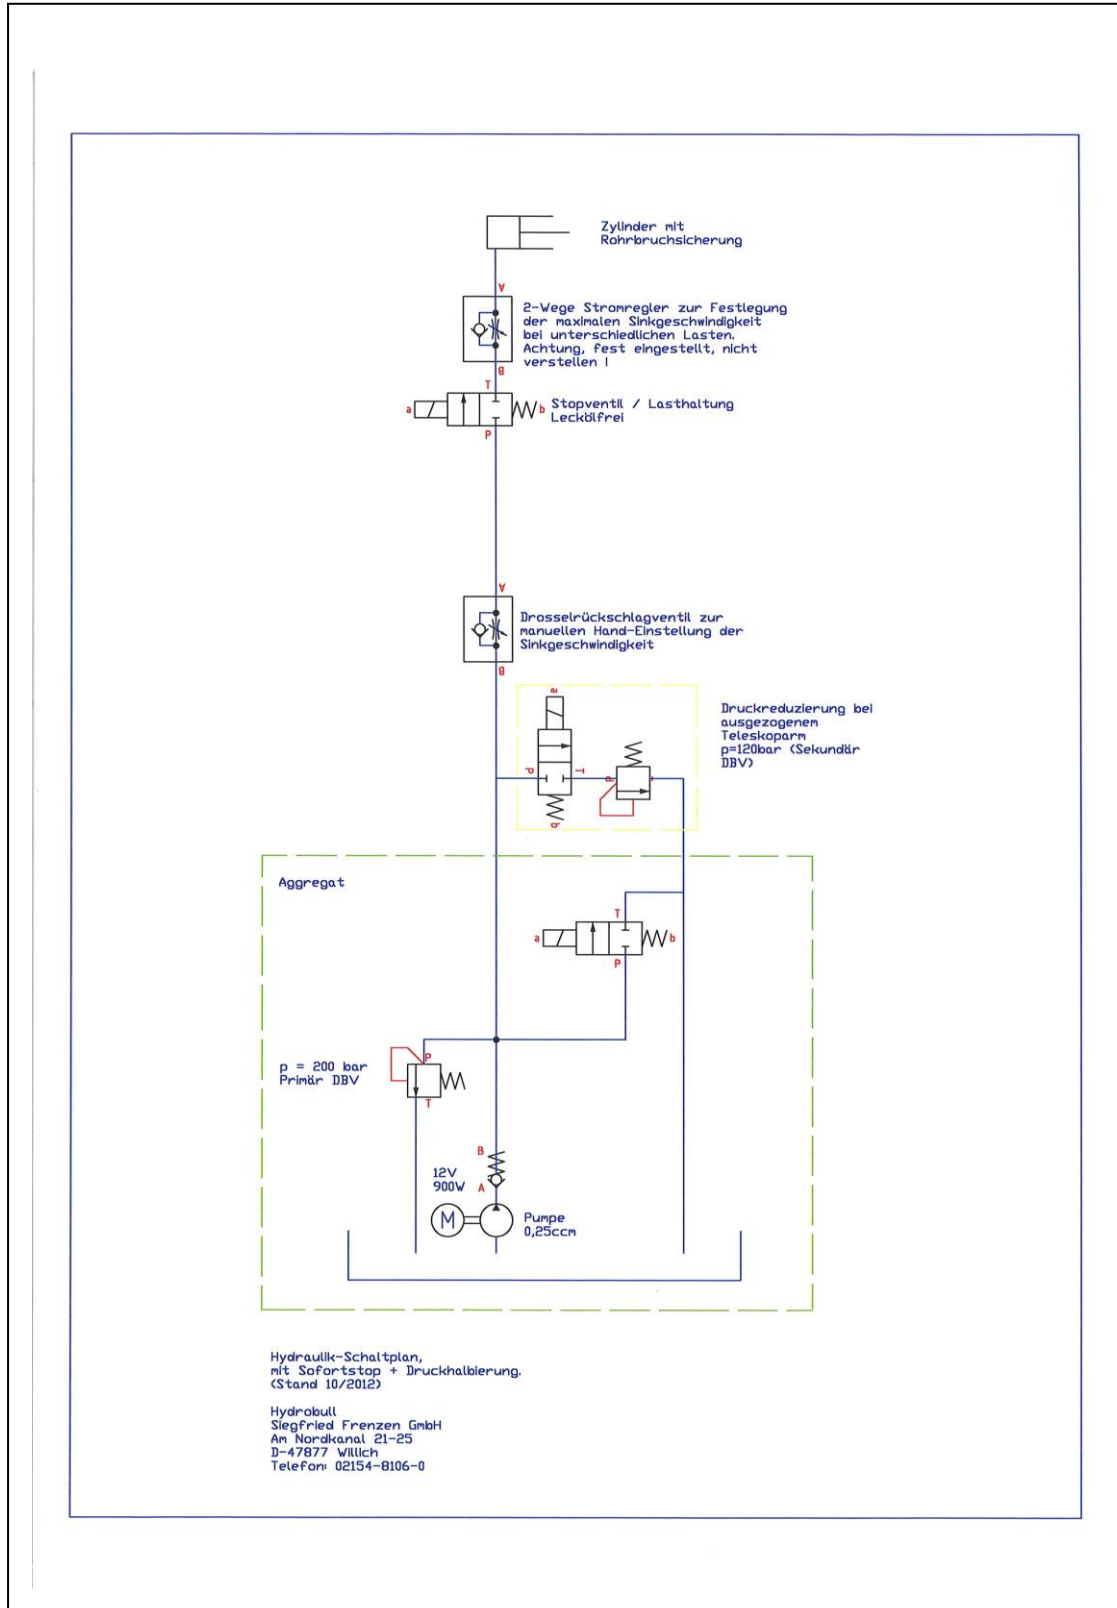 Zylinder mit
Rohrbruchsicherung
A
2-Wege Stromregler zur Festlegung
der maximalen Sinkgeschwindigkeit
bei unterschiedlichen Lasten.
Achtung, fest eingestellt, nicht
verstellen !
B
T
a
b
Stopventil / Lasthaltung
Leckölfrei
P
A
Drosselrückschlagventil zur
manuellen Hand-Einstellung der
Sinkgeschwindigkeit
B
a
Druckreduzierung bei
ausgezogenem
Teleskoparm
p=120bar (Sekundär
DBV)
P
T
P
T
b
Aggregat
T
a
b
P
p = 200 bar
Primär DBV
P
T
B
12V
900W
A
M
Pumpe
0,25ccm
Hydraulik-Schaltplan,
mit Sofortstop + Druckhalbierung.
(Stand 10/2012)
Hydrobull
Siegfried Frenzen GmbH
Am Nordkanal 21-25
D-47877 Willich
Telefon: 02154-8106-0